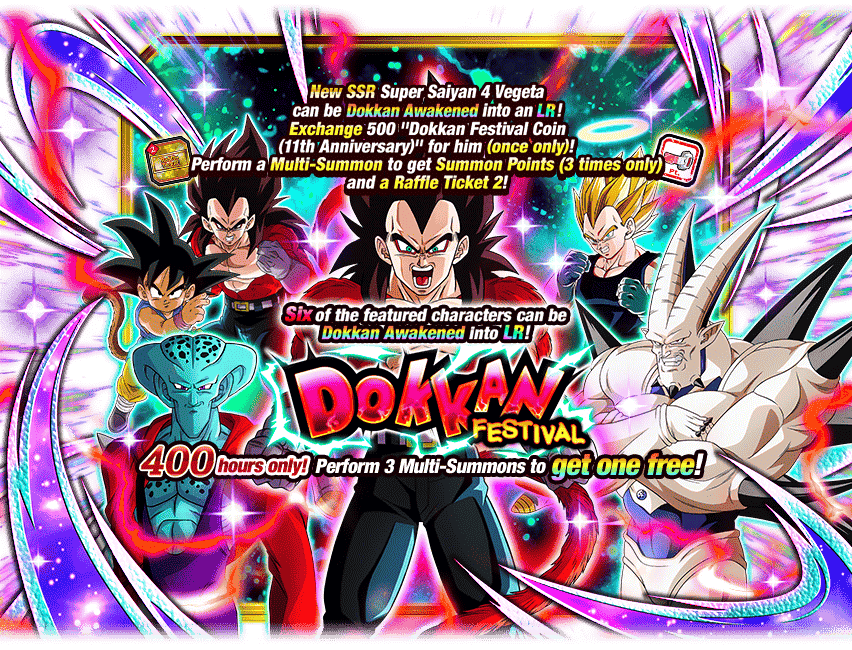 New SSR Super Saiyan 4 Vegeta
can be Dokkan Awakened into an LR!
Exchange 500 "Dokkan Festival Coin
(11th Anniversary)" for him (once only)!
Perform a Multi-Summon to get Summon Points (3 times only)
and a Raffle Ticket 2!
Six of the featured characters can be
Dokkan Awakened into LR!
DOKKAN
FESTIVAL
400 hours only! Perform 3 Multi-Summons to get one free!